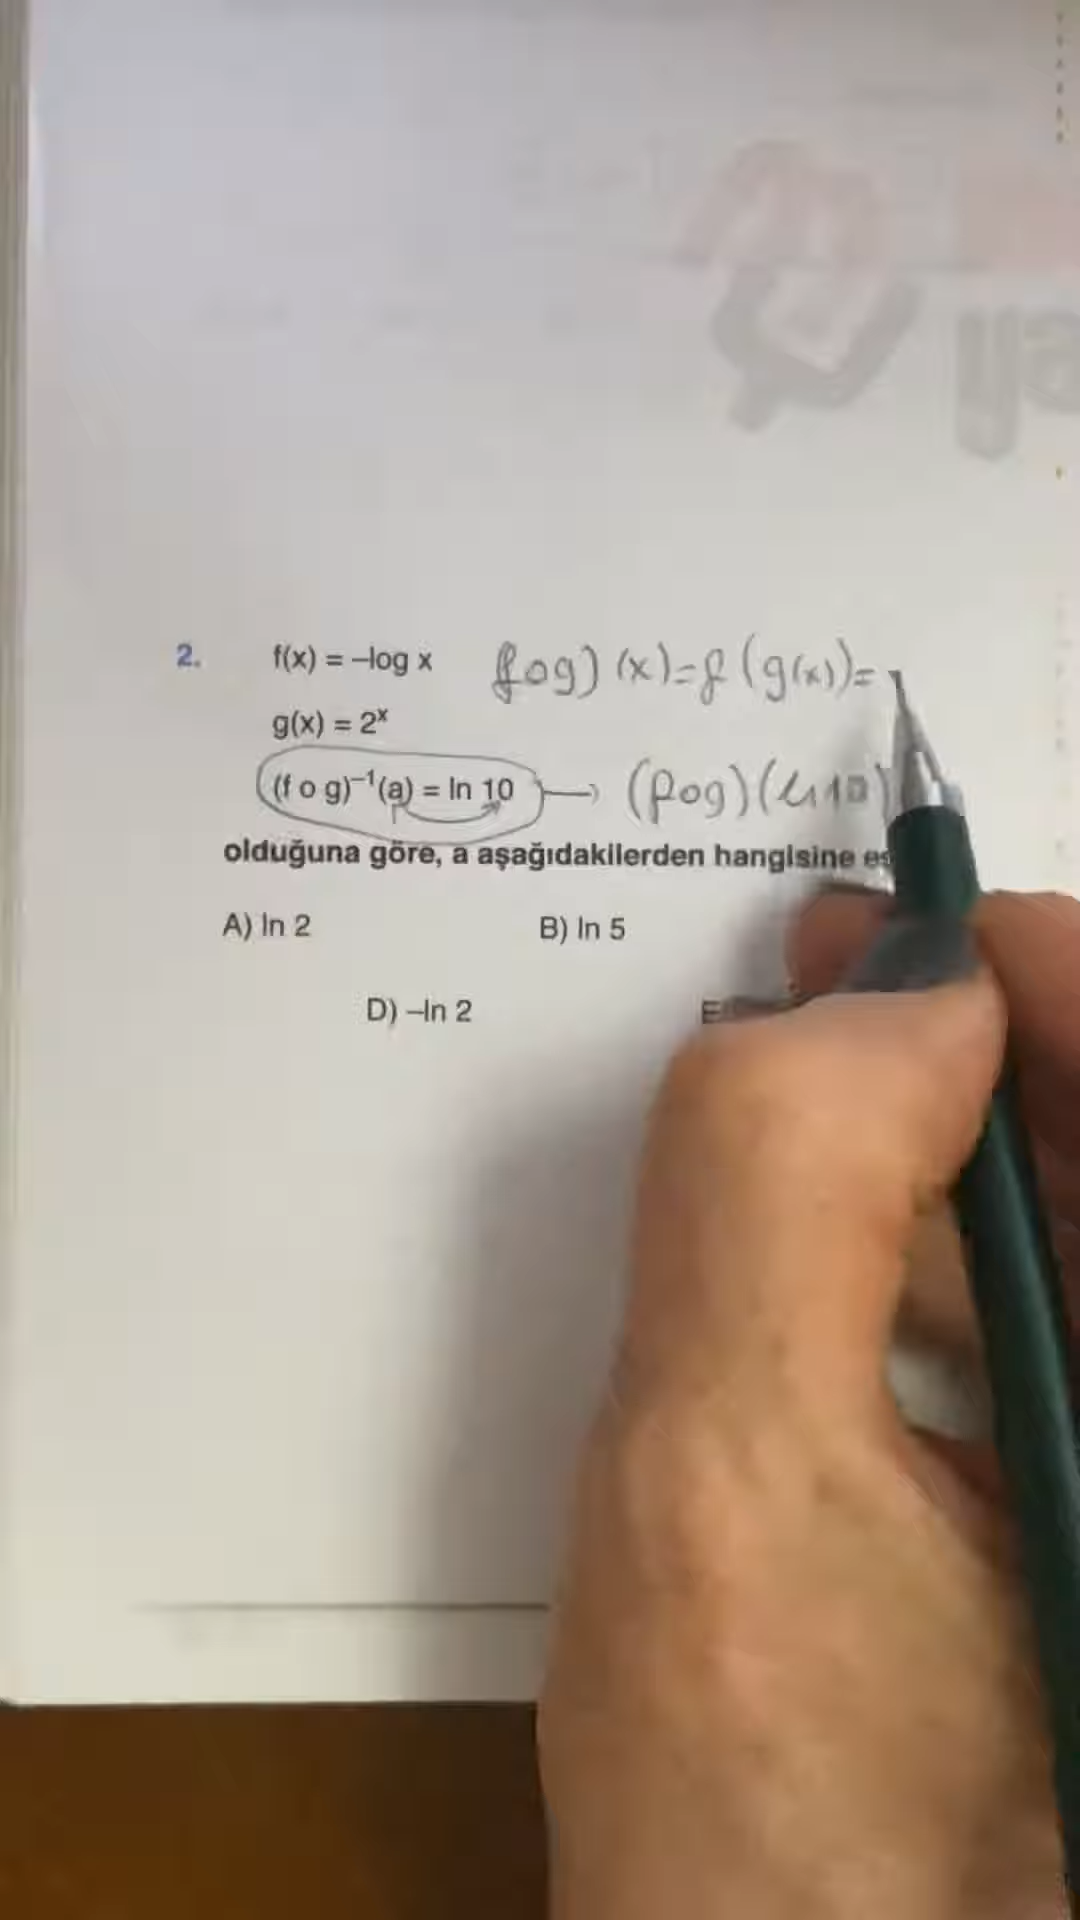 2. f(x) = –log x fog) (x)=f(g(x))=
g(x) = 2ˣ
(f o g)⁻¹(a) = ln 10 → (fog)(ln10)
olduğuna göre, a aşağıdakilerden hangisine
A) ln 2 B) ln 5
D) –ln 2